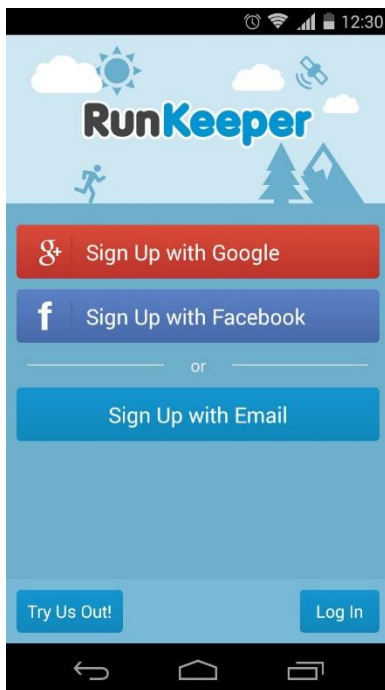 12:30
RunKeeper
g+ Sign Up with Google
f Sign Up with Facebook
or
Sign Up with Email
Try Us Out!
Log In